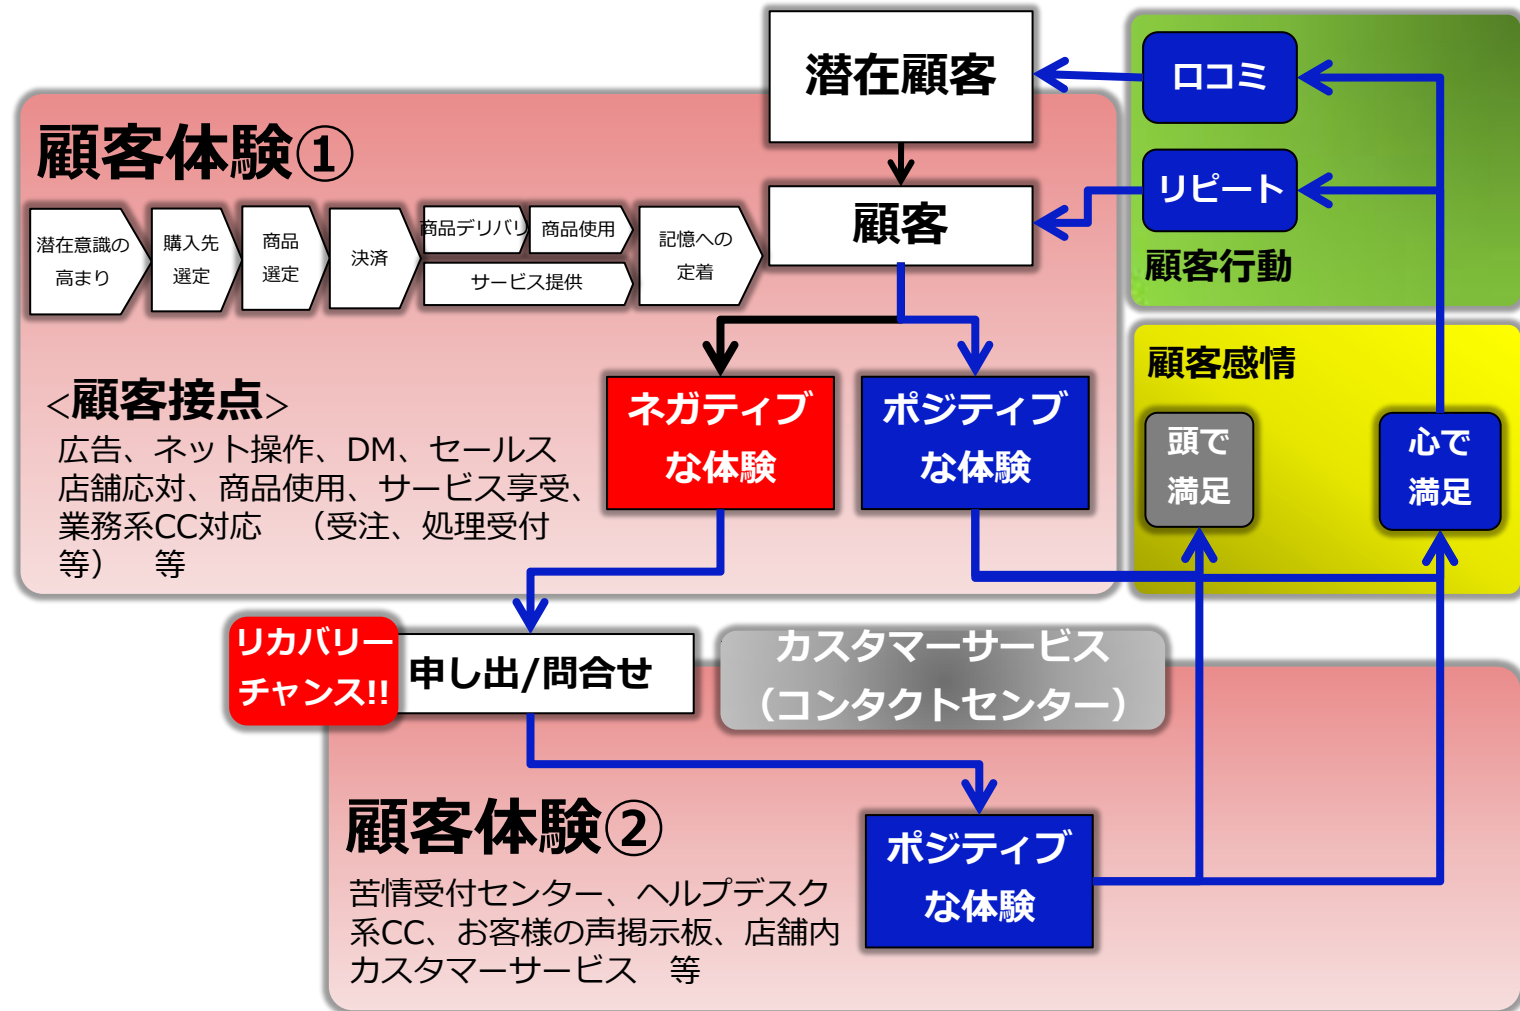 潜在顧客
口コミ
顧客体験①
リピート
顧客
顧客行動
潜在意識の
高まり
購入先
選定
商品
選定
決済
商品デリバリ
商品使用
サービス提供
記憶への
定着
顧客感情
<顧客接点>
広告、ネット操作、DM、セールス
店舗応対、商品使用、サービス享受、
業務系CC対応　（受注、処理受付
等）　等
ネガティブ
な体験
ポジティブ
な体験
頭で
満足
心で
満足
リカバリー
チャンス!!
申し出/問合せ
カスタマーサービス
（コンタクトセンター）
顧客体験②
苦情受付センター、ヘルプデスク
系CC、お客様の声掲示板、店舗内
カスタマーサービス　等
ポジティブ
な体験